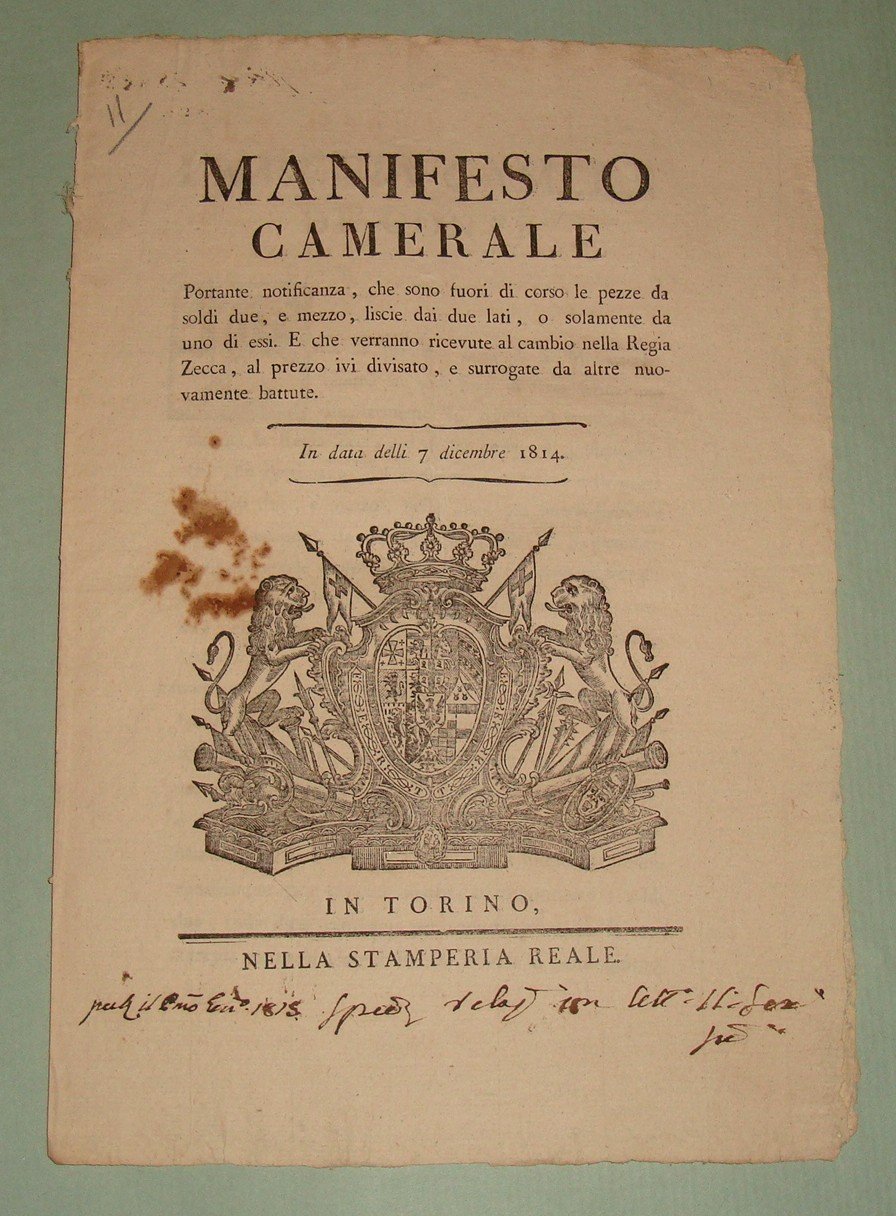 11
MANIFESTO
CAMERALE
Portante notificanza, che sono fuori di corso le pezze da
soldi due, e mezzo, liscie dai due lati, o solamente da
uno di essi. E che verranno ricevute al cambio nella Regia
Zecca, al prezzo ivi divisato, e surrogate da altre nuo-
vamente battute.
In data delli 7 dicembre 1814.
IN TORINO,
NELLA STAMPERIA REALE.
1815